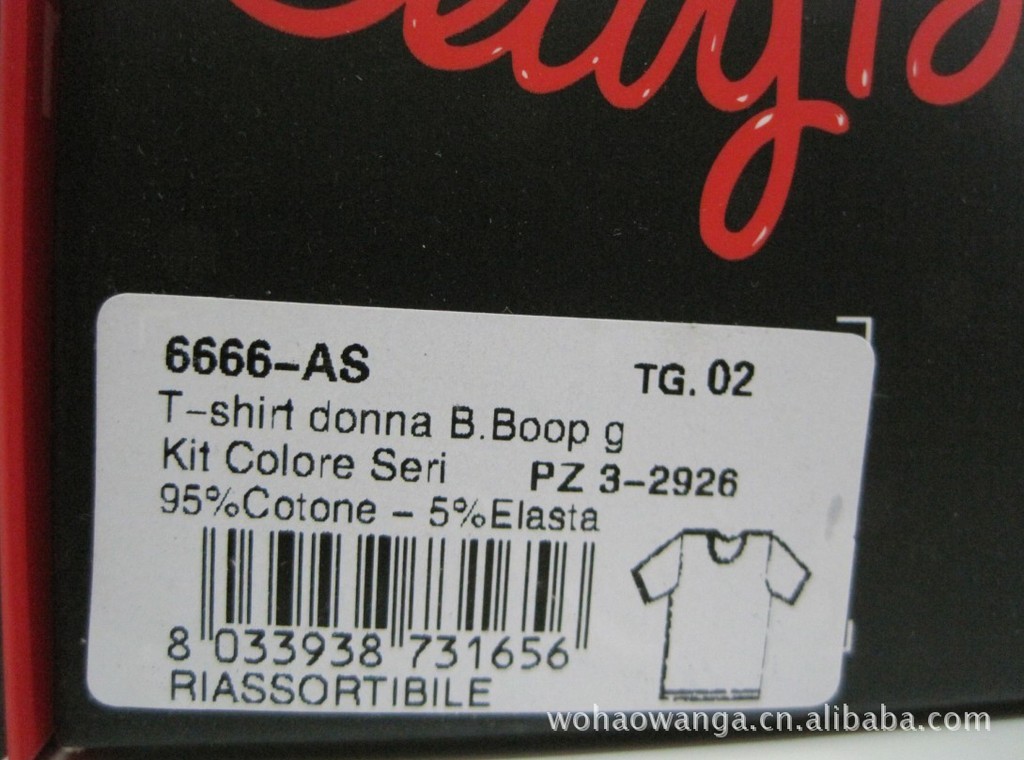 6666-AS TG. 02
T-shirt donna B.Boop g
Kit Colore Seri PZ 3-2926
95%Cotone - 5%Elasta
8 033938 731656
RIASSORTIBILE
wohaowanga.cn.alibaba.com